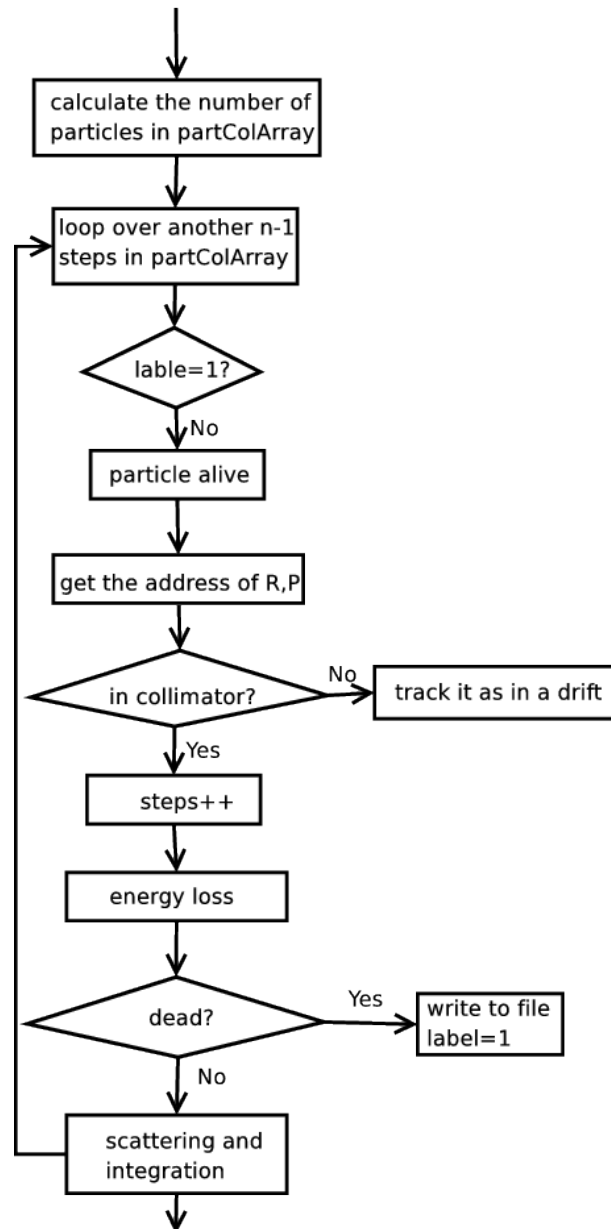 calculate the number of
particles in partColArray
loop over another n-1
steps in partColArray
lable=1?
No
particle alive
get the address of R,P
in collimator?
No
track it as in a drift
Yes
steps++
energy loss
dead?
Yes
write to file
label=1
No
scattering and
integration